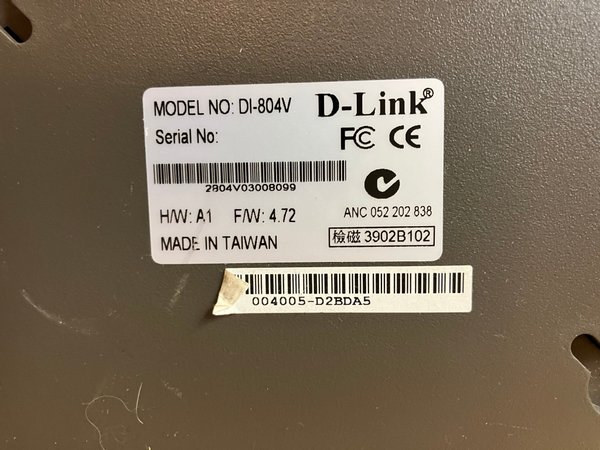 MODEL NO: DI-804V D-Link®
Serial No: FC CE
2804V03008099
H/W: A1 F/W: 4.72 ANC 052 202 838
MADE IN TAIWAN 檢磁 3902B102
004005-D2BDA5